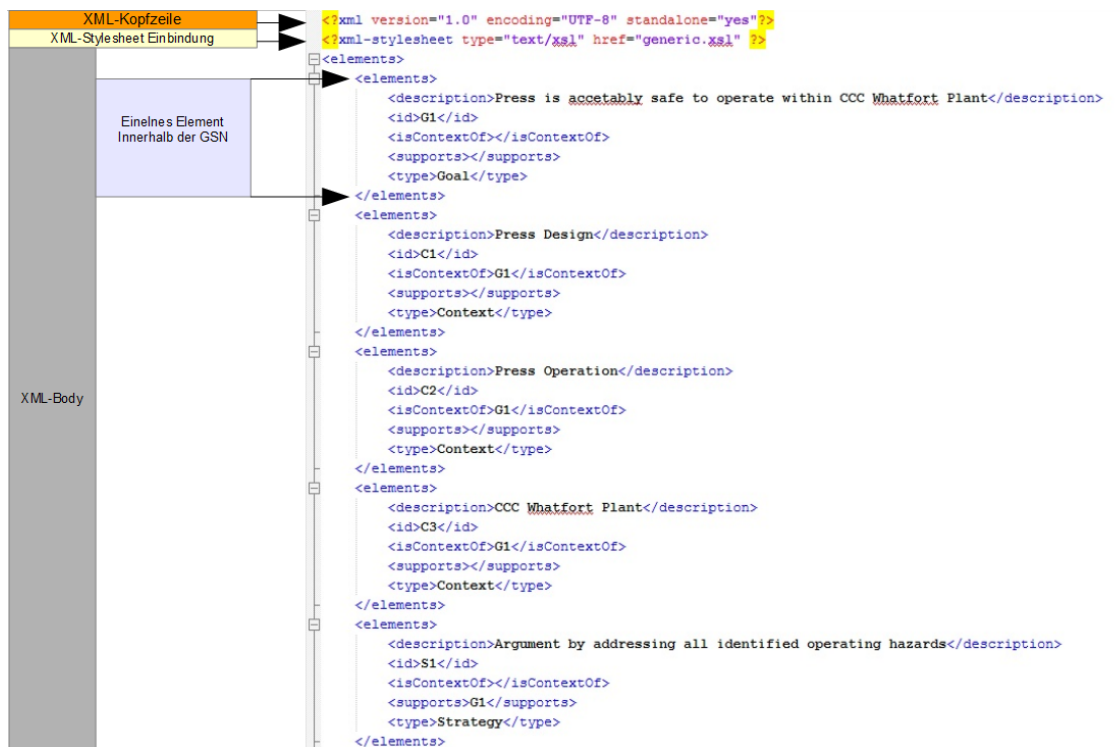 XML-Kopfzeile
XML-Stylesheet Einbindung
<?xml version="1.0" encoding="UTF-8" standalone="yes"?>
<?xml-stylesheet type="text/xsl" href="generic.xsl" ?>
<elements>
<elements>
<description>Press is accetably safe to operate within CCC Whatfort Plant</description>
<id>G1</id>
<isContextOf></isContextOf>
<supports></supports>
<type>Goal</type>
</elements>
Einelnes Element
Innerhalb der GSN
<elements>
<description>Press Design</description>
<id>C1</id>
<isContextOf>G1</isContextOf>
<supports></supports>
<type>Context</type>
</elements>
<elements>
<description>Press Operation</description>
<id>C2</id>
<isContextOf>G1</isContextOf>
<supports></supports>
<type>Context</type>
</elements>
XML-Body
<elements>
<description>CCC Whatfort Plant</description>
<id>C3</id>
<isContextOf>G1</isContextOf>
<supports></supports>
<type>Context</type>
</elements>
<elements>
<description>Argument by addressing all identified operating hazards</description>
<id>S1</id>
<isContextOf></isContextOf>
<supports>G1</supports>
<type>Strategy</type>
</elements>